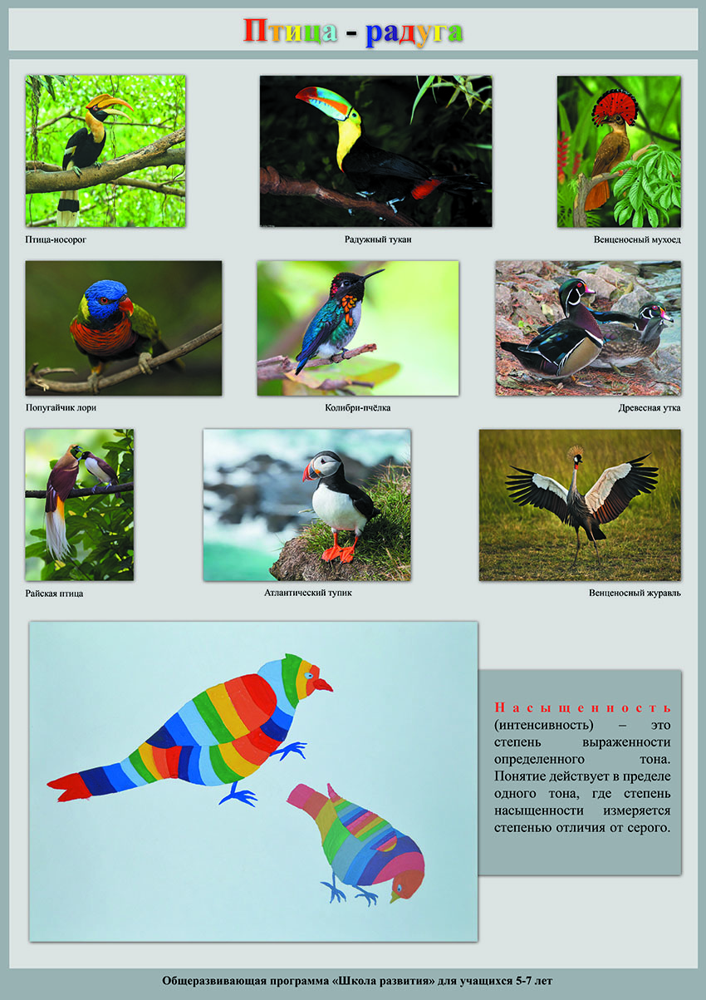 Птица - радуга
Птица-носорог
Радужный тукан
Венценосный мухоед
Попугайчик лори
Колибри-пчёлка
Древесная утка
Райская птица
Атлантический тупик
Венценосный журавль
Насыщенность
(интенсивность) – это
степень выраженности
определенного тона.
Понятие действует в пределе
одного тона, где степень
насыщенности измеряется
степенью отличия от серого.
Общеразвивающая программа «Школа развития» для учащихся 5-7 лет